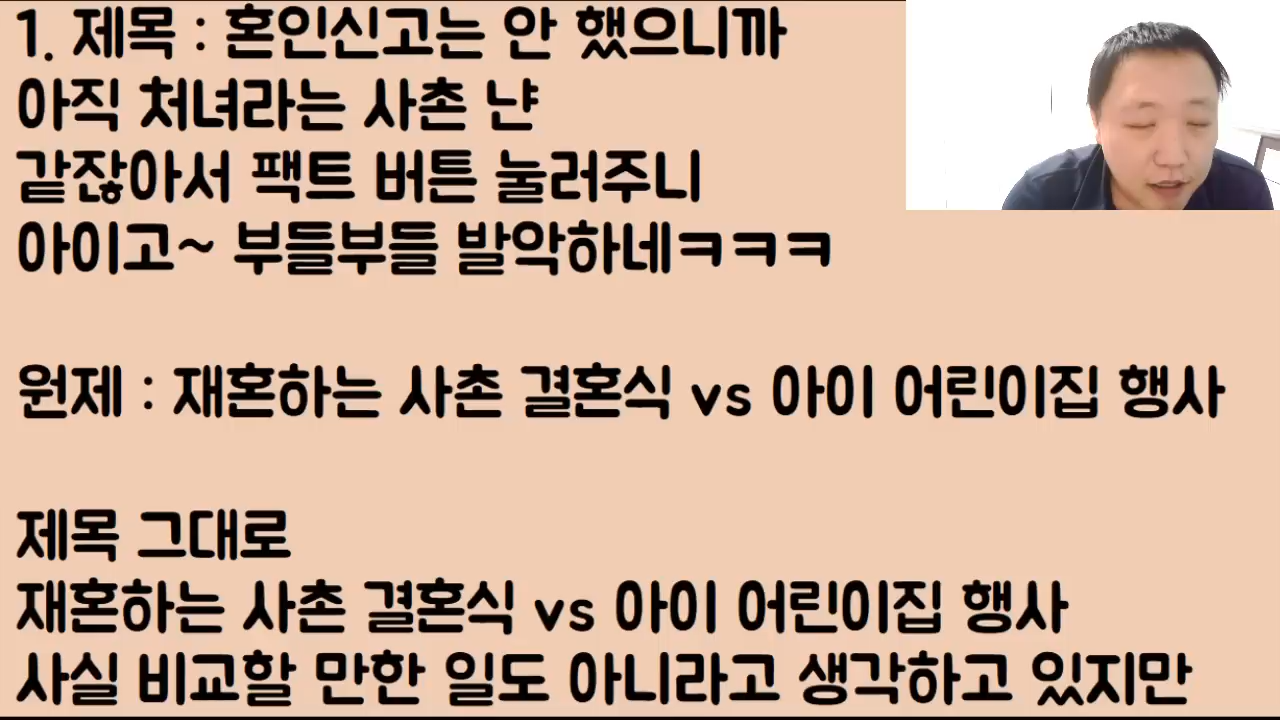 1. 제목 : 혼인신고는 안 했으니까
아직 처녀라는 사촌 냔
같잖아서 팩트 버튼 눌러주니
아이고~ 부들부들 발악하네ㅋㅋㅋ
원제 : 재혼하는 사촌 결혼식 vs 아이 어린이집 행사
제목 그대로
재혼하는 사촌 결혼식 vs 아이 어린이집 행사
사실 비교할 만한 일도 아니라고 생각하고 있지만